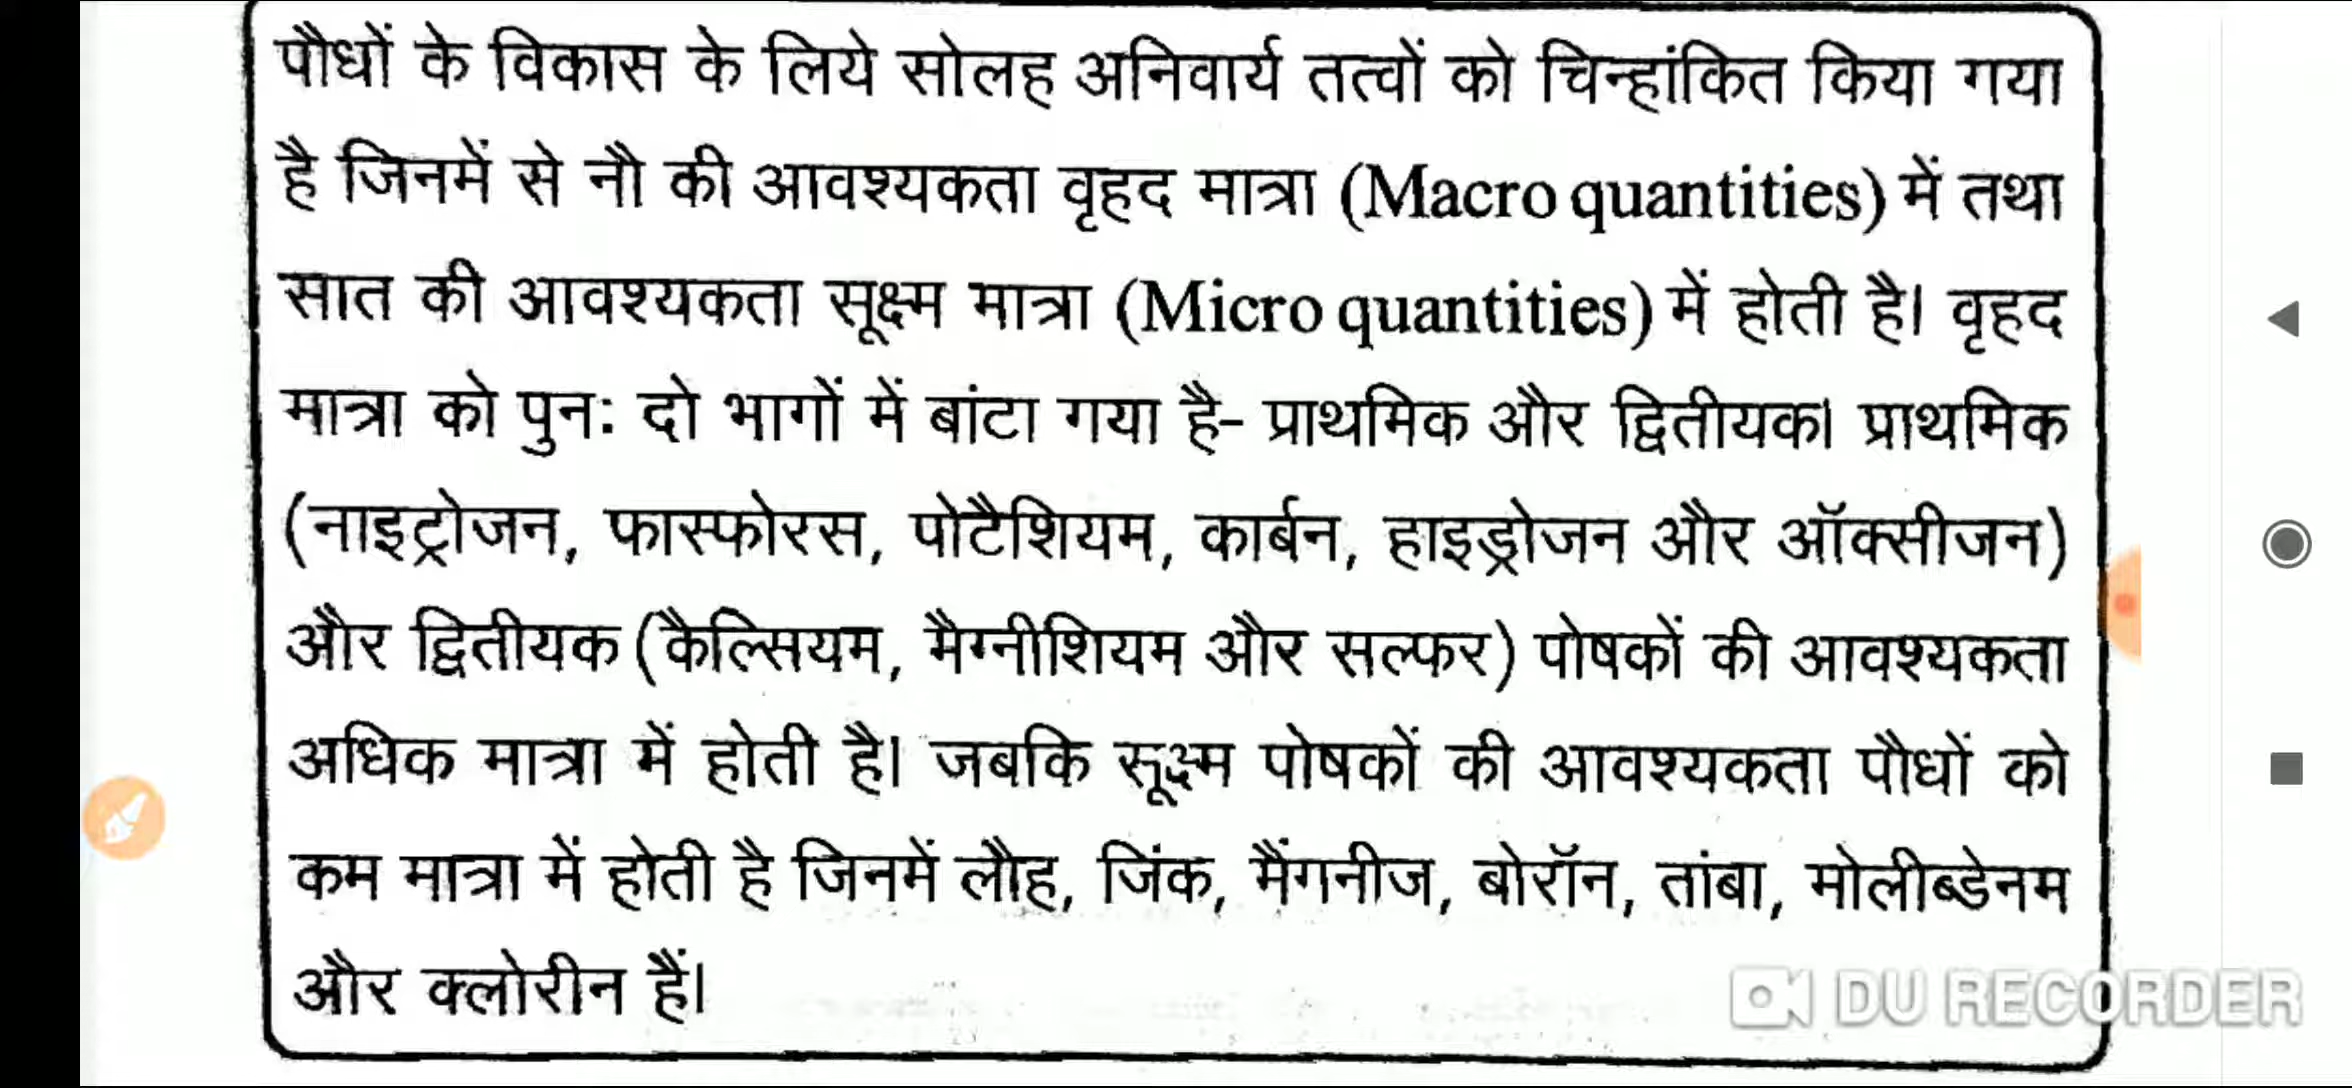 पौधों के विकास के लिये सोलह अनिवार्य तत्वों को चिन्हांकित किया गया
है जिनमें से नौ की आवश्यकता वृहद मात्रा (Macro quantities) में तथा
सात की आवश्यकता सूक्ष्म मात्रा (Micro quantities) में होती है। वृहद
मात्रा को पुनः दो भागों में बांटा गया है- प्राथमिक और द्वितीयक। प्राथमिक
(नाइट्रोजन, फास्फोरस, पोटैशियम, कार्बन, हाइड्रोजन और ऑक्सीजन)
और द्वितीयक (कैल्सियम, मैग्नीशियम और सल्फर) पोषकों की आवश्यकता
अधिक मात्रा में होती है। जबकि सूक्ष्म पोषकों की आवश्यकता पौधों को
कम मात्रा में होती है जिनमें लौह, जिंक, मैंगनीज, बोरॉन, तांबा, मोलीब्डेनम
और क्लोरीन हैं।
DU RECORDER